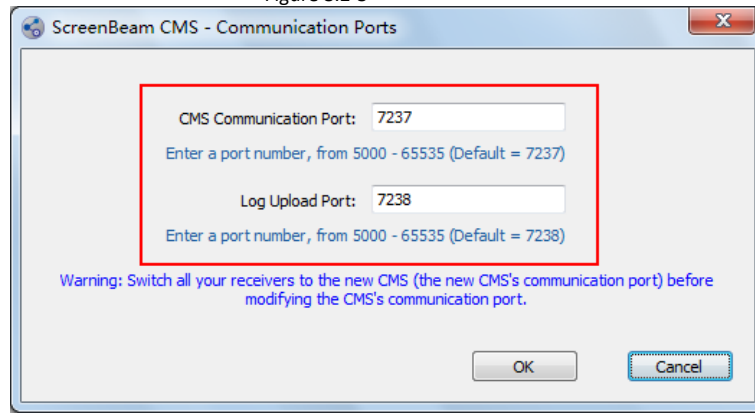 ScreenBeam CMS - Communication Ports
CMS Communication Port: 7237
Enter a port number, from 5000 - 65535 (Default = 7237)
Log Upload Port: 7238
Enter a port number, from 5000 - 65535 (Default = 7238)
Warning: Switch all your receivers to the new CMS (the new CMS's communication port) before
modifying the CMS's communication port.
OK Cancel